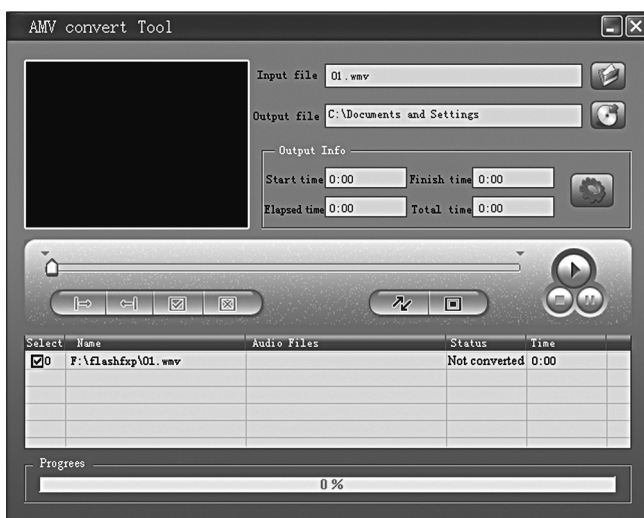 AMV convert Tool
Input file 01.wmv
Output file C:\Documents and Settings
Output Info
Start time 0:00 Finish time 0:00
Elapsed time 0:00 Total time 0:00
Select Name Audio Files Status Time
0 F:\flashfxp\01.wmv Not converted 0:00
Progrees
0 %